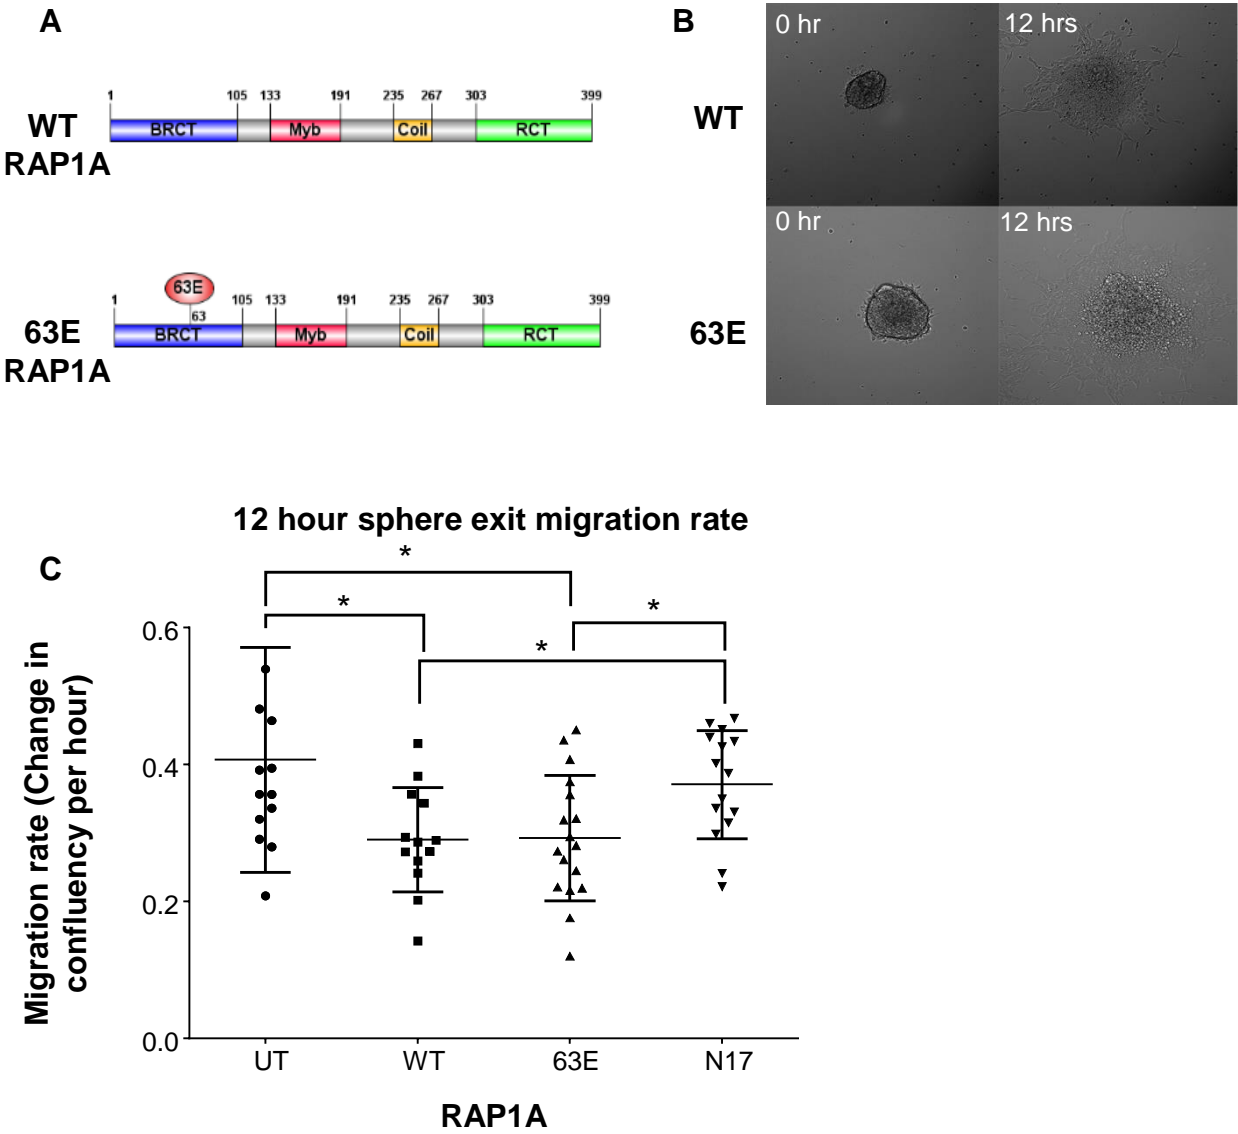 A
1 105 133 191 235 267 303 399
WT
RAP1A
BRCT Myb Coil RCT
63E
1 63 105 133 191 235 267 303 399
63E
RAP1A
BRCT Myb Coil RCT
B
0 hr 12 hrs
WT
0 hr 12 hrs
63E
12 hour sphere exit migration rate
C
*
*
*
*
Migration rate (Change in
confluency per hour)
0.6
0.4
0.2
0.0
UT WT 63E N17
RAP1A